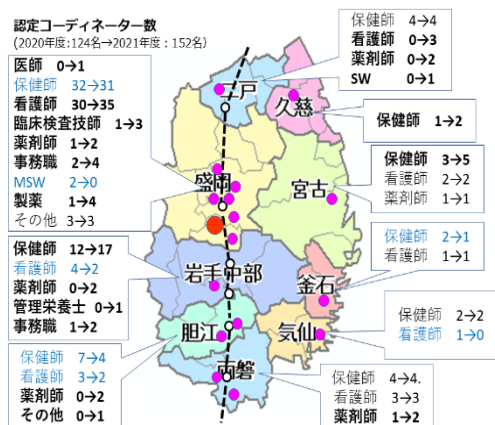 認定コーディネーター数
(2020年度:124名→2021年度:152名)
医師 0→1
保健師 32→31
看護師 30→35
臨床検査技師 1→3
薬剤師 1→2
事務職 2→4
MSW 2→0
製薬 1→4
その他 3→3
保健師 4→4
看護師 0→3
薬剤師 0→2
SW 0→1
二戸
久慈
保健師 1→2
盛岡
宮古
保健師 3→5
看護師 2→2
薬剤師 1→1
保健師 12→17
看護師 4→2
薬剤師 0→2
管理栄養士 0→1
事務職 1→2
岩手中部
釜石
保健師 2→1
看護師 1→1
胆江
気仙
保健師 2→2
看護師 1→0
保健師 7→4
看護師 3→2
薬剤師 0→2
その他 0→1
両磐
保健師 4→4.
看護師 3→3
薬剤師 1→2